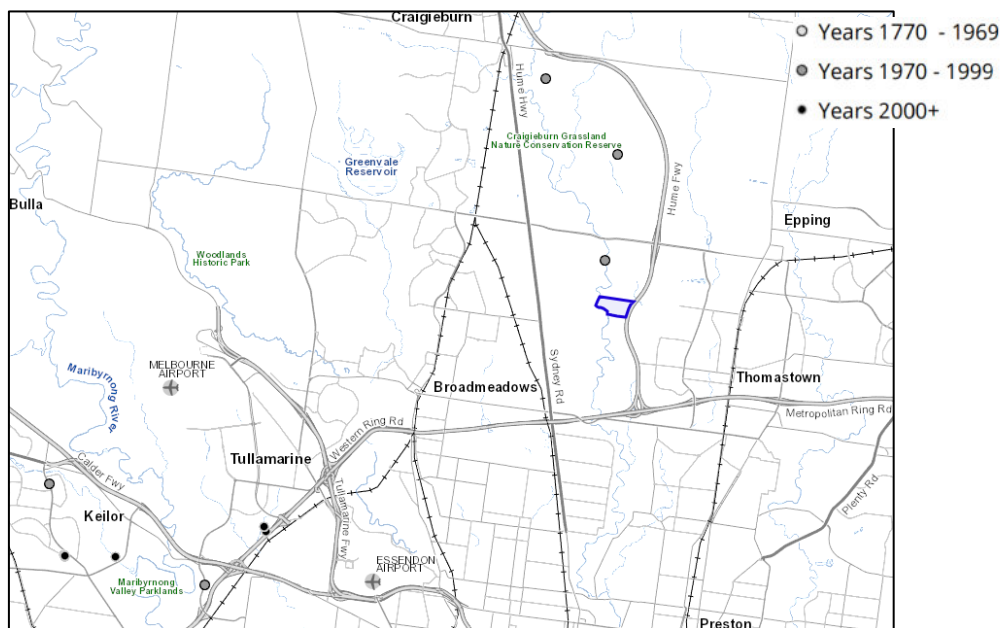 Craigieburn
Years 1770 - 1969
Years 1970 - 1999
Years 2000+
Hume Hwy
Craigieburn Grassland
Nature Conservation Reserve
Greenvale
Reservoir
Hume Fwy
Bulla
Epping
Woodlands
Historic Park
MELBOURNE
AIRPORT
Maribyrnong
River
Sydney Rd
Broadmeadows
Thomastown
Metropolitan Ring Rd
Western Ring Rd
Tullamarine
Calder Fwy
Tullamarine Fwy
Plenty Rd
Keilor
ESSENDON
AIRPORT
Maribyrnong
Valley Parklands
Preston